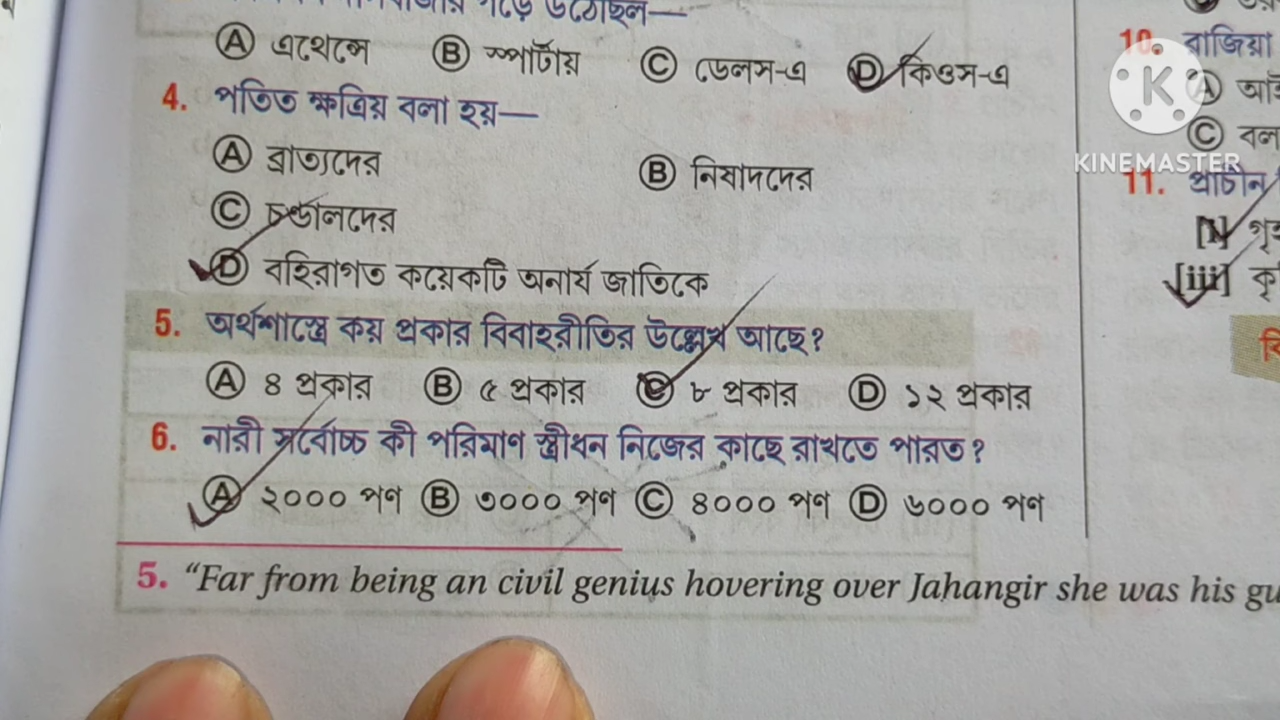 গড়ে উঠেছিল—
Ⓐ এথেন্সে Ⓑ স্পার্টায় Ⓒ ডেলস-এ Ⓓ কিওস-এ
4. পতিত ক্ষত্রিয় বলা হয়—
Ⓐ ব্রাত্যদের Ⓑ নিষাদদের
Ⓒ চণ্ডালদের
Ⓓ বহিরাগত কয়েকটি অনার্য জাতিকে
5. অর্থশাস্ত্রে কয় প্রকার বিবাহরীতির উল্লেখ আছে?
Ⓐ ৪ প্রকার Ⓑ ৫ প্রকার Ⓒ ৮ প্রকার Ⓓ ১২ প্রকার
6. নারী সর্বোচ্চ কী পরিমাণ স্ত্রীধন নিজের কাছে রাখতে পারত?
Ⓐ ২০০০ পণ Ⓑ ৩০০০ পণ Ⓒ ৪০০০ পণ Ⓓ ৬০০০ পণ
5. “Far from being an civil genius hovering over Jahangir she was his
10. রাজিয়া
Ⓐ
Ⓒ
KINEMASTER
11. প্রাচীন
[i]
[iii]